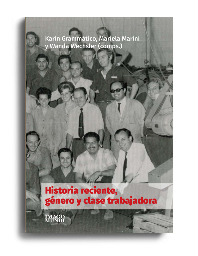 Karin Grammático, Mariela Marini
y Wanda Wechsler (comps.)
Historia reciente,
género y clase trabajadora